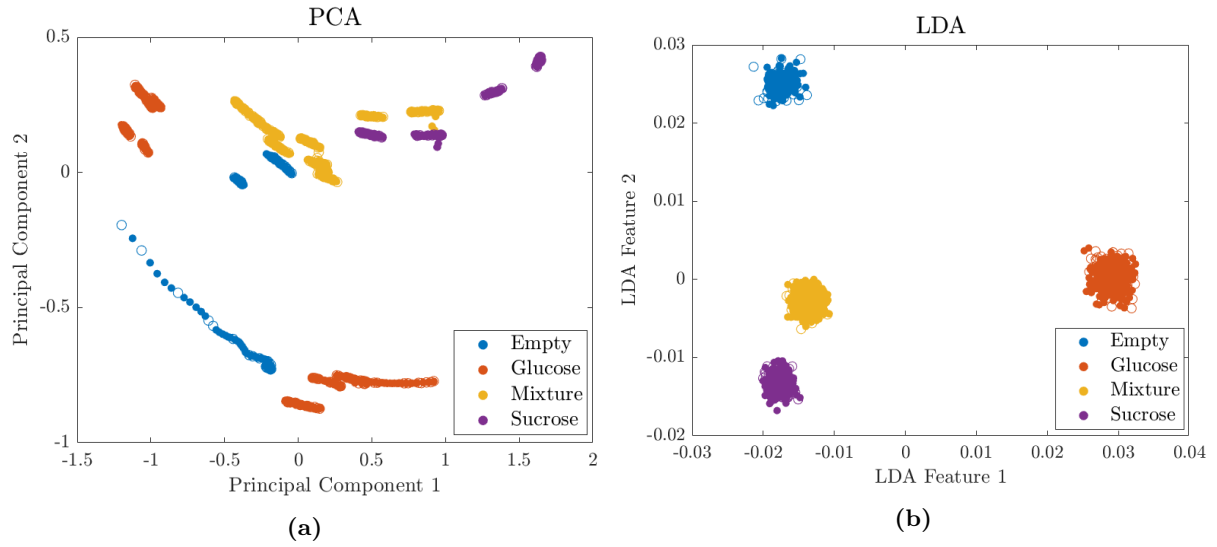 PCA
0.5
0
-0.5
-1
-1.5
-1
-0.5
0
0.5
1
1.5
2
Principal Component 2
Principal Component 1
Empty
Glucose
Mixture
Sucrose
(a)
LDA
0.03
0.02
0.01
0
-0.01
-0.02
-0.03
-0.02
-0.01
0
0.01
0.02
0.03
0.04
LDA Feature 2
LDA Feature 1
Empty
Glucose
Mixture
Sucrose
(b)